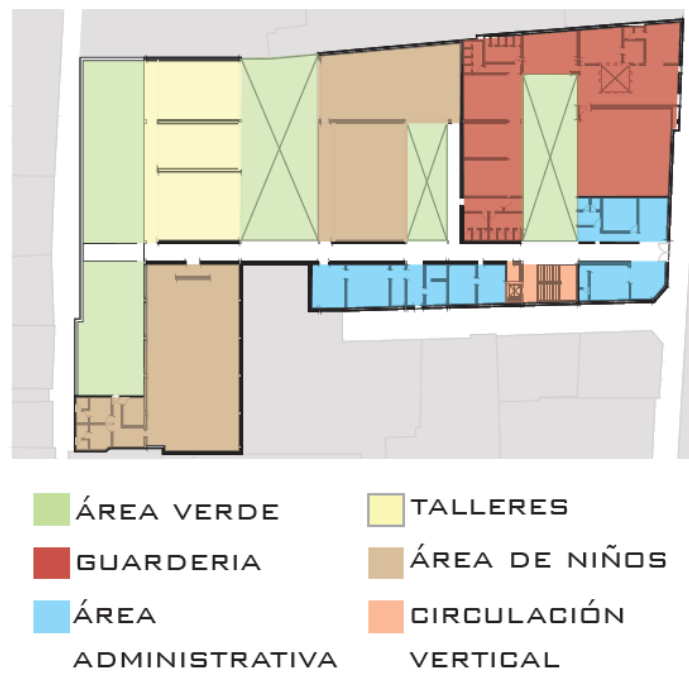 ÁREA VERDE
TALLERES
GUARDERIA
ÁREA DE NIÑOS
ÁREA
ADMINISTRATIVA
CIRCULACIÓN
VERTICAL